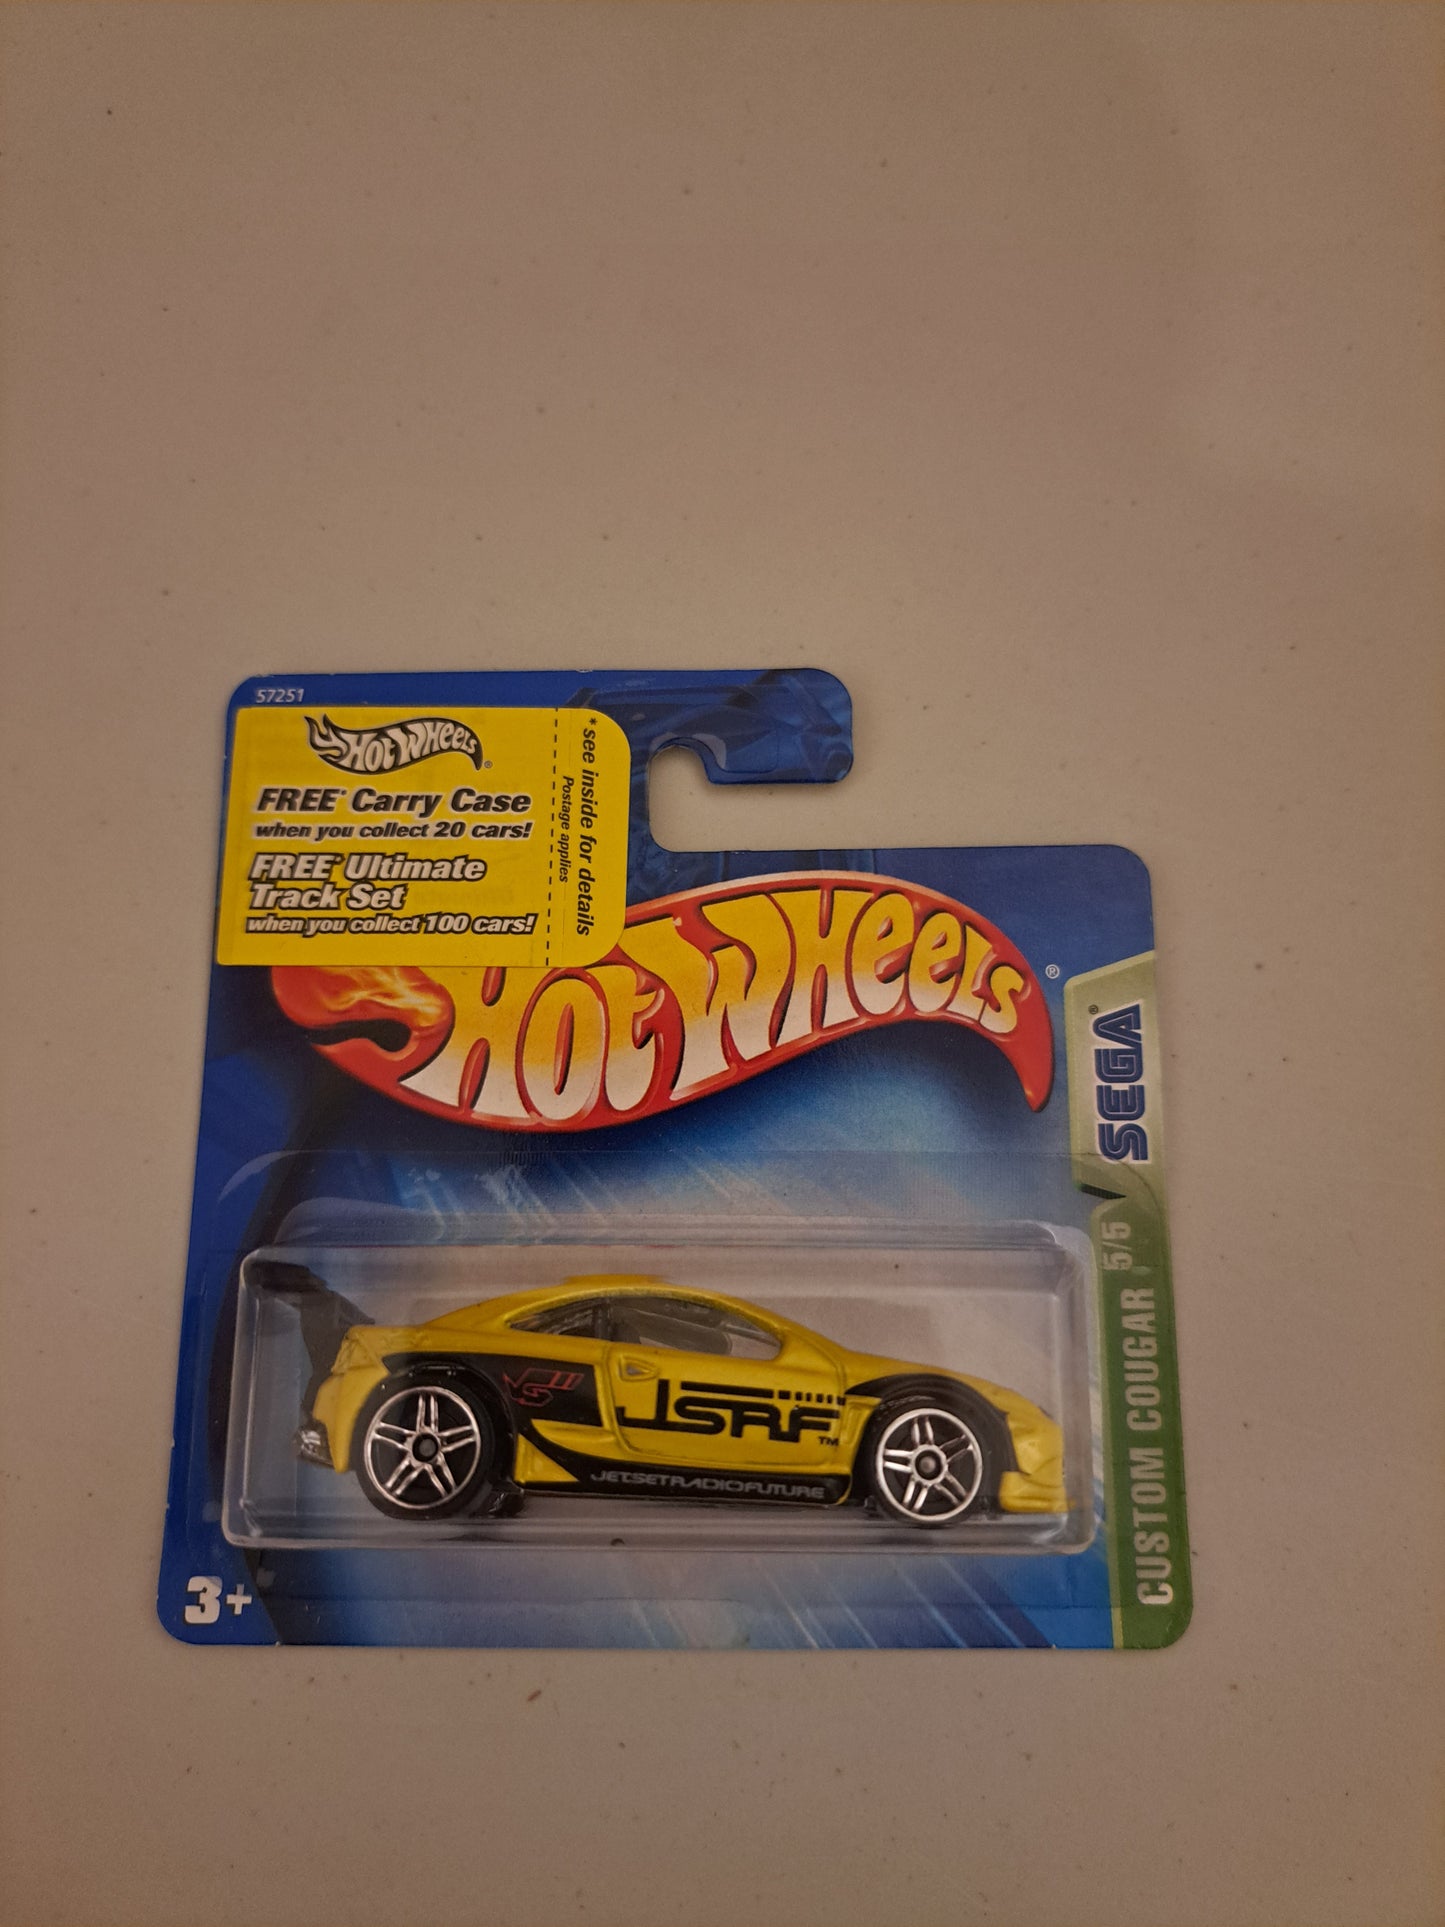 57251
HOT WHEELS®
FREE* Carry Case
when you collect 20 cars!
FREE* Ultimate
Track Set
when you collect 100 cars!
* see inside for details
Postage applies
HOT WHEELS®
SEGA®
CUSTOM COUGAR 5/5
JSRF™
JETSETRADIOFUTURE
3+